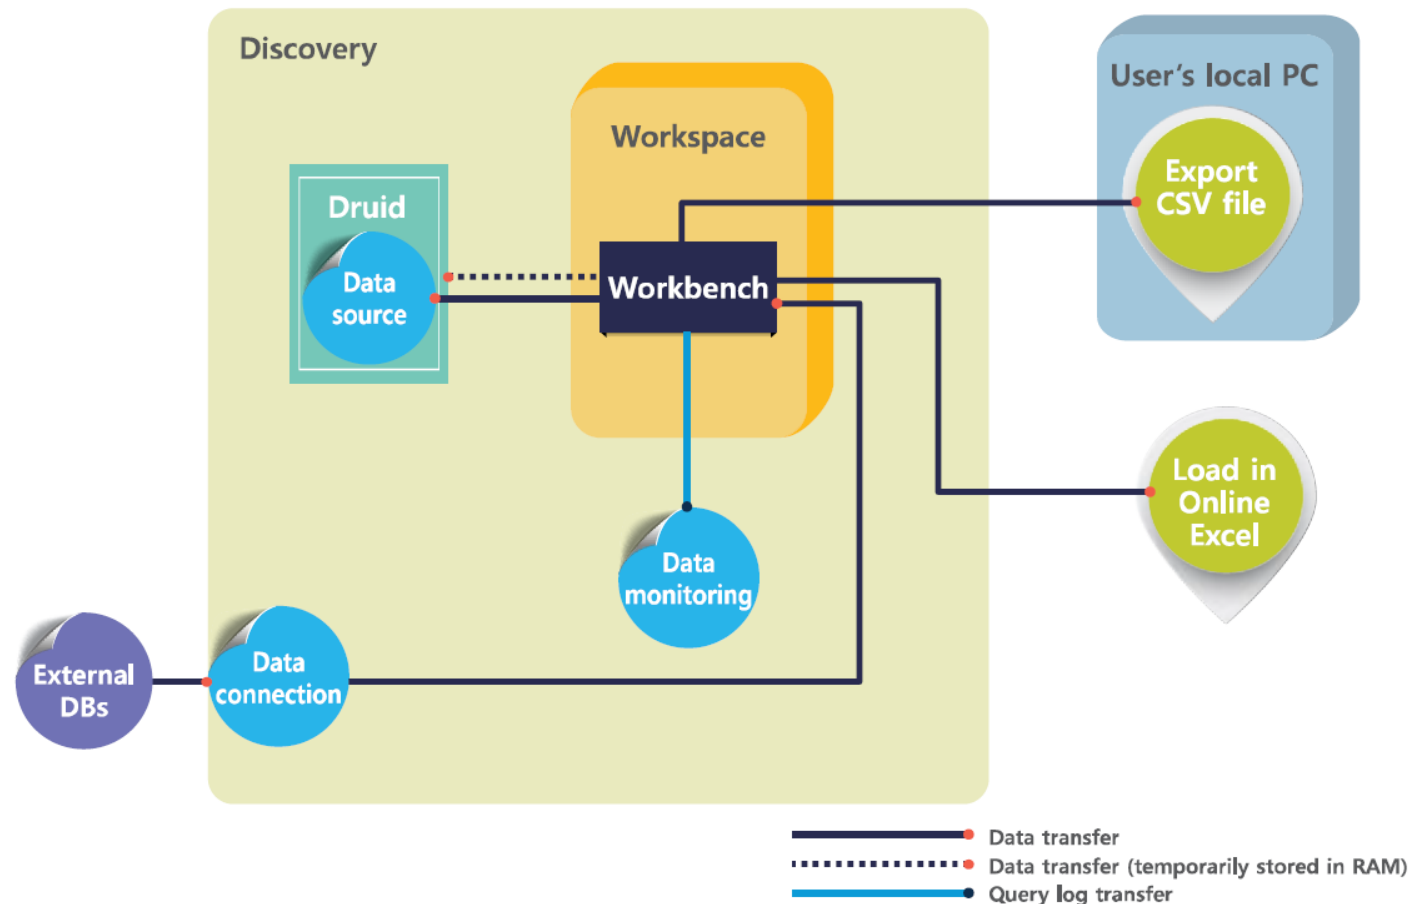 Discovery
User's local PC
Workspace
Export
CSV file
Druid
Data
source
Workbench
Load in
Online
Excel
Data
monitoring
External
DBs
Data
connection
Data transfer
Data transfer (temporarily stored in RAM)
Query log transfer